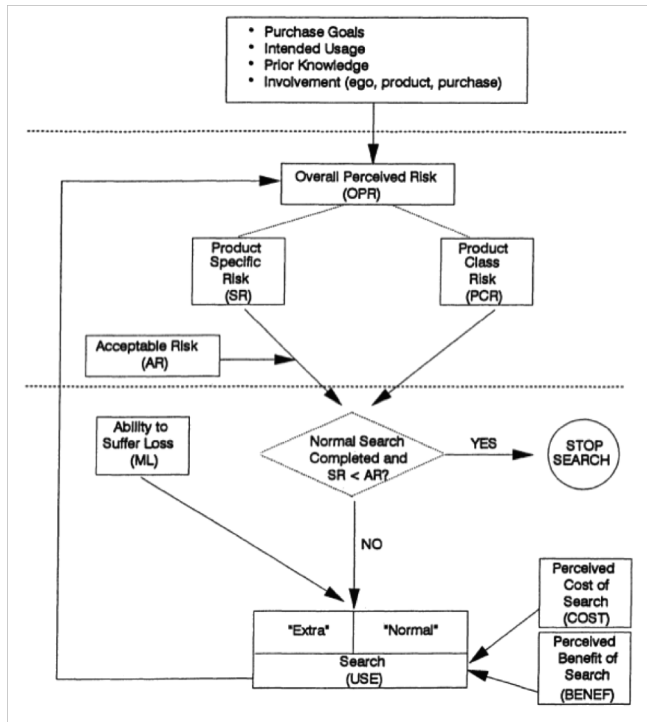 • Purchase Goals
• Intended Usage
• Prior Knowledge
• Involvement (ego, product, purchase)
Overall Perceived Risk
(OPR)
Product
Specific
Risk
(SR)
Product
Class
Risk
(PCR)
Acceptable Risk
(AR)
Ability to
Suffer Loss
(ML)
Normal Search
Completed and
SR < AR?
YES
STOP
SEARCH
NO
"Extra"
"Normal"
Search
(USE)
Perceived
Cost of
Search
(COST)
Perceived
Benefit of
Search
(BENEF)